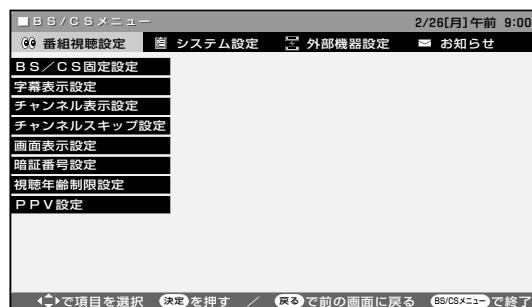 ■BS/CSメニュー 2/26[月]午前 9:00
番組視聴設定 システム設定 外部機器設定 お知らせ
BS/CS固定設定
字幕表示設定
チャンネル表示設定
チャンネルスキップ設定
画面表示設定
暗証番号設定
視聴年齢制限設定
PPV設定
で項目を選択 決定を押す / 戻るで前の画面に戻る BS/CSメニューで終了